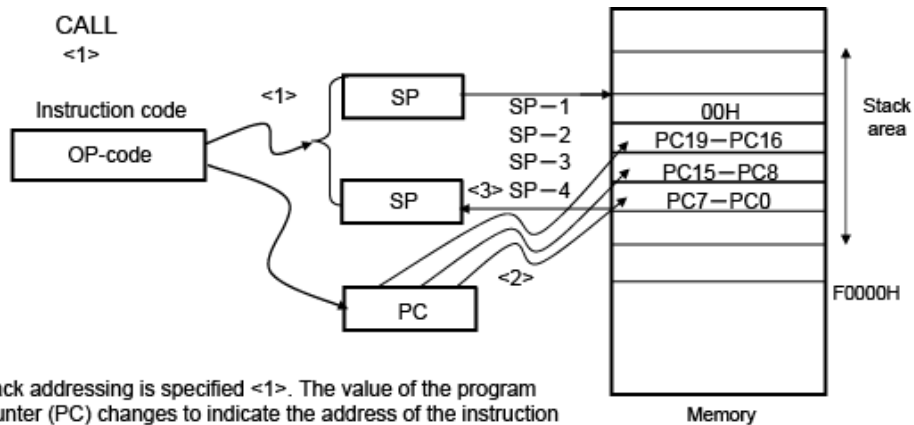 CALL
<1>
Instruction code
OP-code
<1>
SP
SP
<3>
SP−1
SP−2
SP−3
SP−4
<2>
PC
00H
PC19−PC16
PC15−PC8
PC7−PC0
Stack
area
F0000H
Memory
ack addressing is specified <1>. The value of the program
unter (PC) changes to indicate the address of the instruction